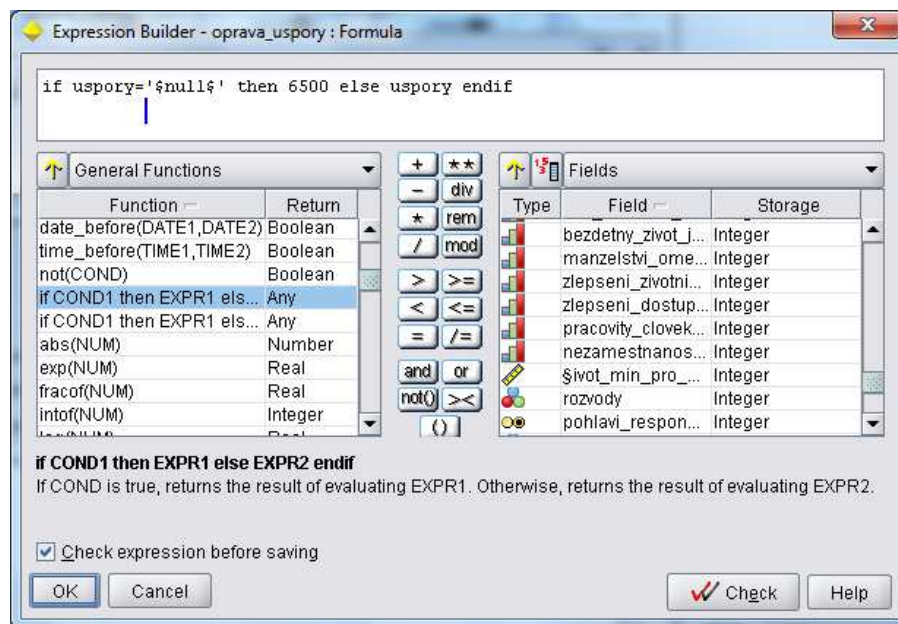 Expression Builder - oprava_uspory : Formula
if uspory='$null$' then 6500 else uspory endif
General Functions
Function Return
date_before(DATE1,DATE2) Boolean
time_before(TIME1,TIME2) Boolean
not(COND) Boolean
if COND1 then EXPR1 els... Any
if COND1 then EXPR1 els... Any
abs(NUM) Number
exp(NUM) Real
fracof(NUM) Real
intof(NUM) Integer
+ **
- div
* rem
/ mod
> >=
< <=
= /=
and or
not() ><
()
Fields
Type Field Storage
bezdetny_zivot_j... Integer
manzelstvi_ome... Integer
zlepseni_zivotni... Integer
zlepseni_dostup... Integer
pracovity_clovek... Integer
nezamestnanos... Integer
§ivot_min_pro_... Integer
rozvody Integer
pohlavi_respon... Integer
if COND1 then EXPR1 else EXPR2 endif
If COND is true, returns the result of evaluating EXPR1. Otherwise, returns the result of evaluating EXPR2.
Check expression before saving
OK Cancel Check Help